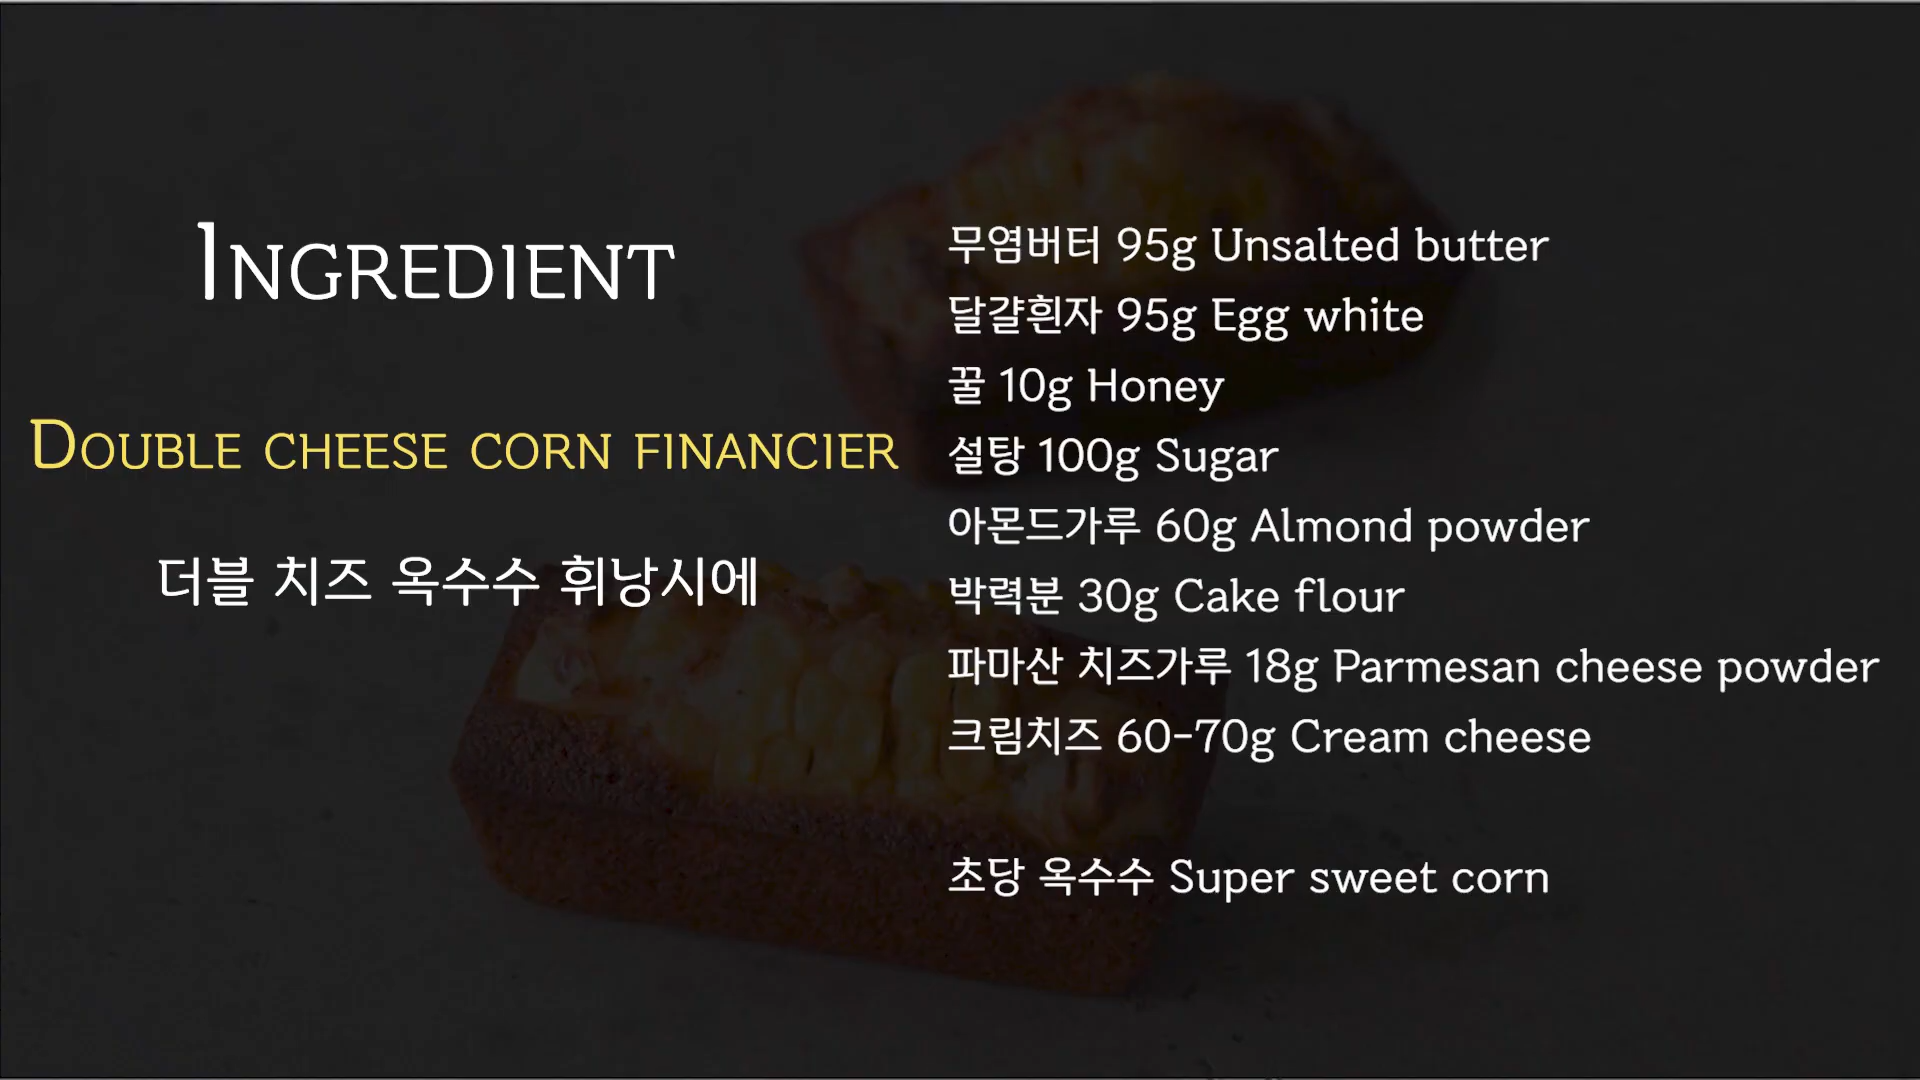 Ingredient
Double cheese corn financier
더블 치즈 옥수수 휘낭시에
무염버터 95g Unsalted butter
달걀흰자 95g Egg white
꿀 10g Honey
설탕 100g Sugar
아몬드가루 60g Almond powder
박력분 30g Cake flour
파마산 치즈가루 18g Parmesan cheese powder
크림치즈 60-70g Cream cheese
초당 옥수수 Super sweet corn